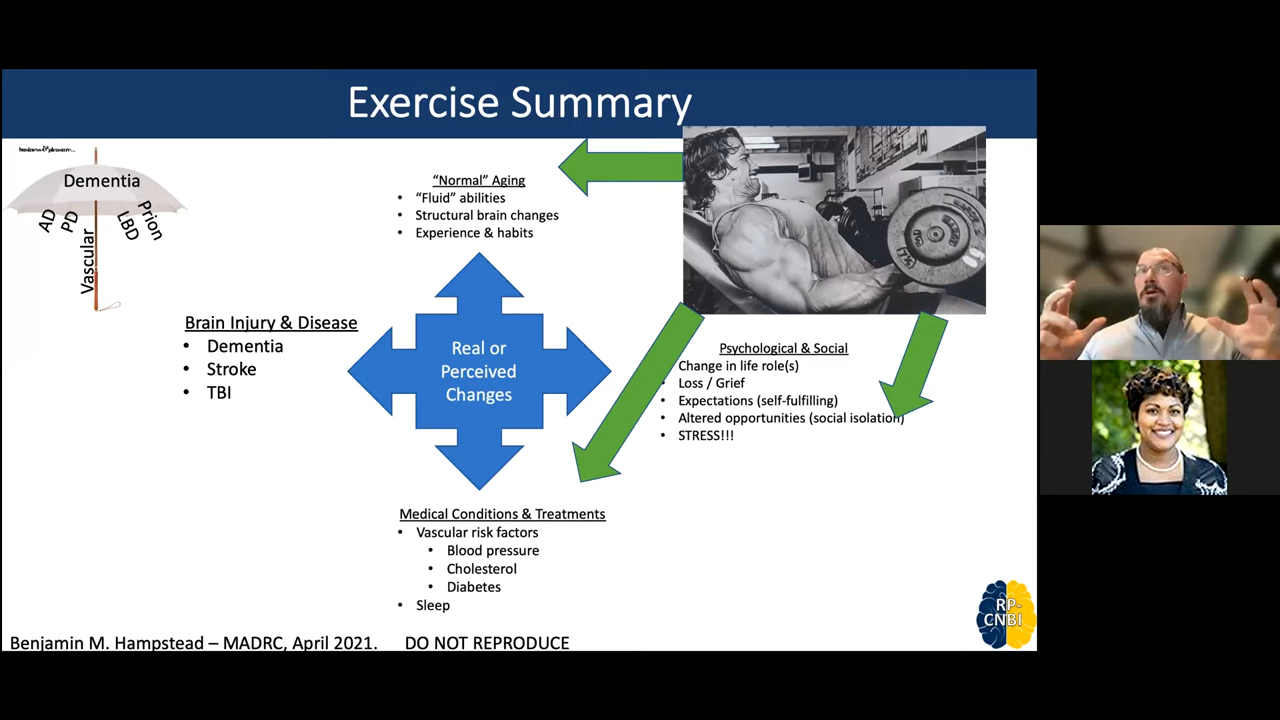 Exercise Summary
business & pleasure...
Dementia
AD
PD
Vascular
LBD
Prion
"Normal" Aging
• "Fluid" abilities
• Structural brain changes
• Experience & habits
Brain Injury & Disease
• Dementia
• Stroke
• TBI
Real or
Perceived
Changes
Psychological & Social
Change in life role(s)
• Loss / Grief
• Expectations (self-fulfilling)
• Altered opportunities (social isolation)
• STRESS!!!
Medical Conditions & Treatments
• Vascular risk factors
• Blood pressure
• Cholesterol
• Diabetes
• Sleep
RP-
CNBI
Benjamin M. Hampstead – MADRC, April 2021. DO NOT REPRODUCE